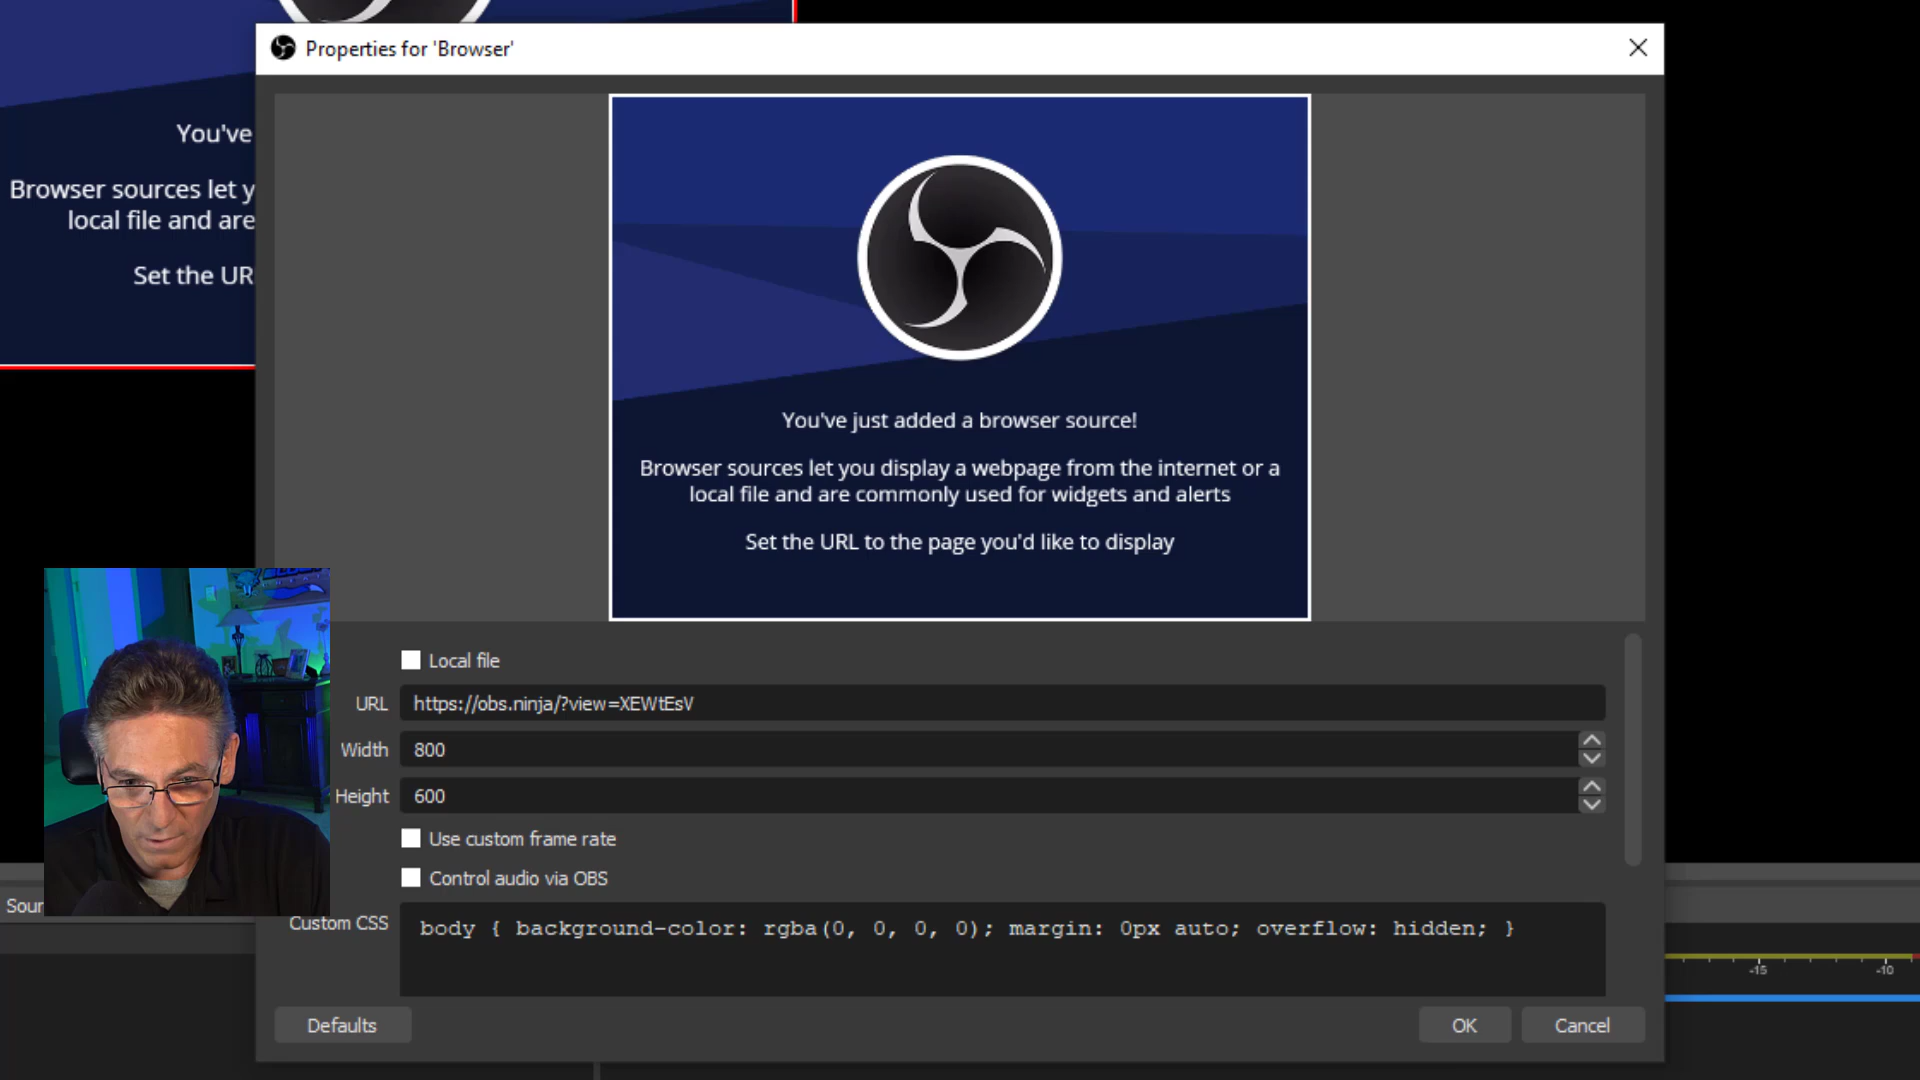 Properties for 'Browser'
You've
Browser sources let y
local file and are
Set the UR
You've just added a browser source!
Browser sources let you display a webpage from the internet or a
local file and are commonly used for widgets and alerts
Set the URL to the page you'd like to display
Local file
URL https://obs.ninja/?view=XEWtEsV
Width 800
Height 600
Use custom frame rate
Control audio via OBS
Sour
Custom CSS body { background-color: rgba(0, 0, 0, 0); margin: 0px auto; overflow: hidden; }
-15 -10
Defaults OK Cancel